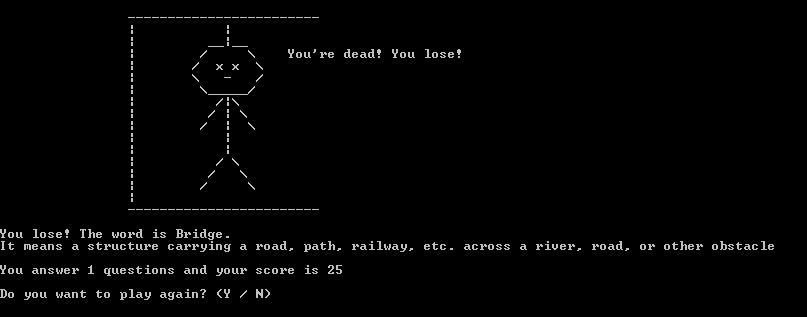 You're dead! You lose!
You lose! The word is Bridge.
It means a structure carrying a road, path, railway, etc. across a river, road, or other obstacle
You answer 1 questions and your score is 25
Do you want to play again? (Y / N)